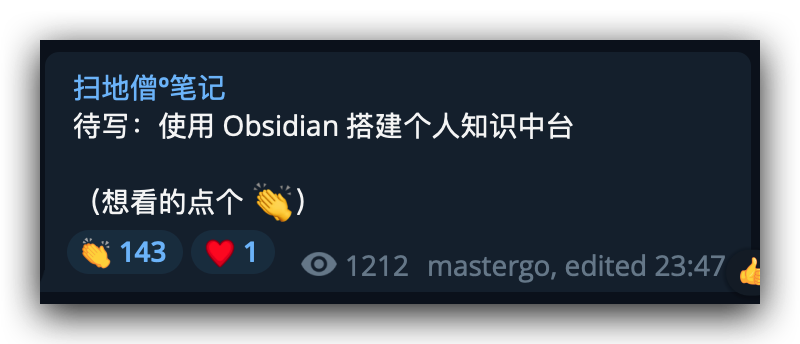 扫地僧º笔记
待写：使用 Obsidian 搭建个人知识中台
（想看的点个 👏）
👏 143 ❤️ 1 1212 mastergo, edited 23:47